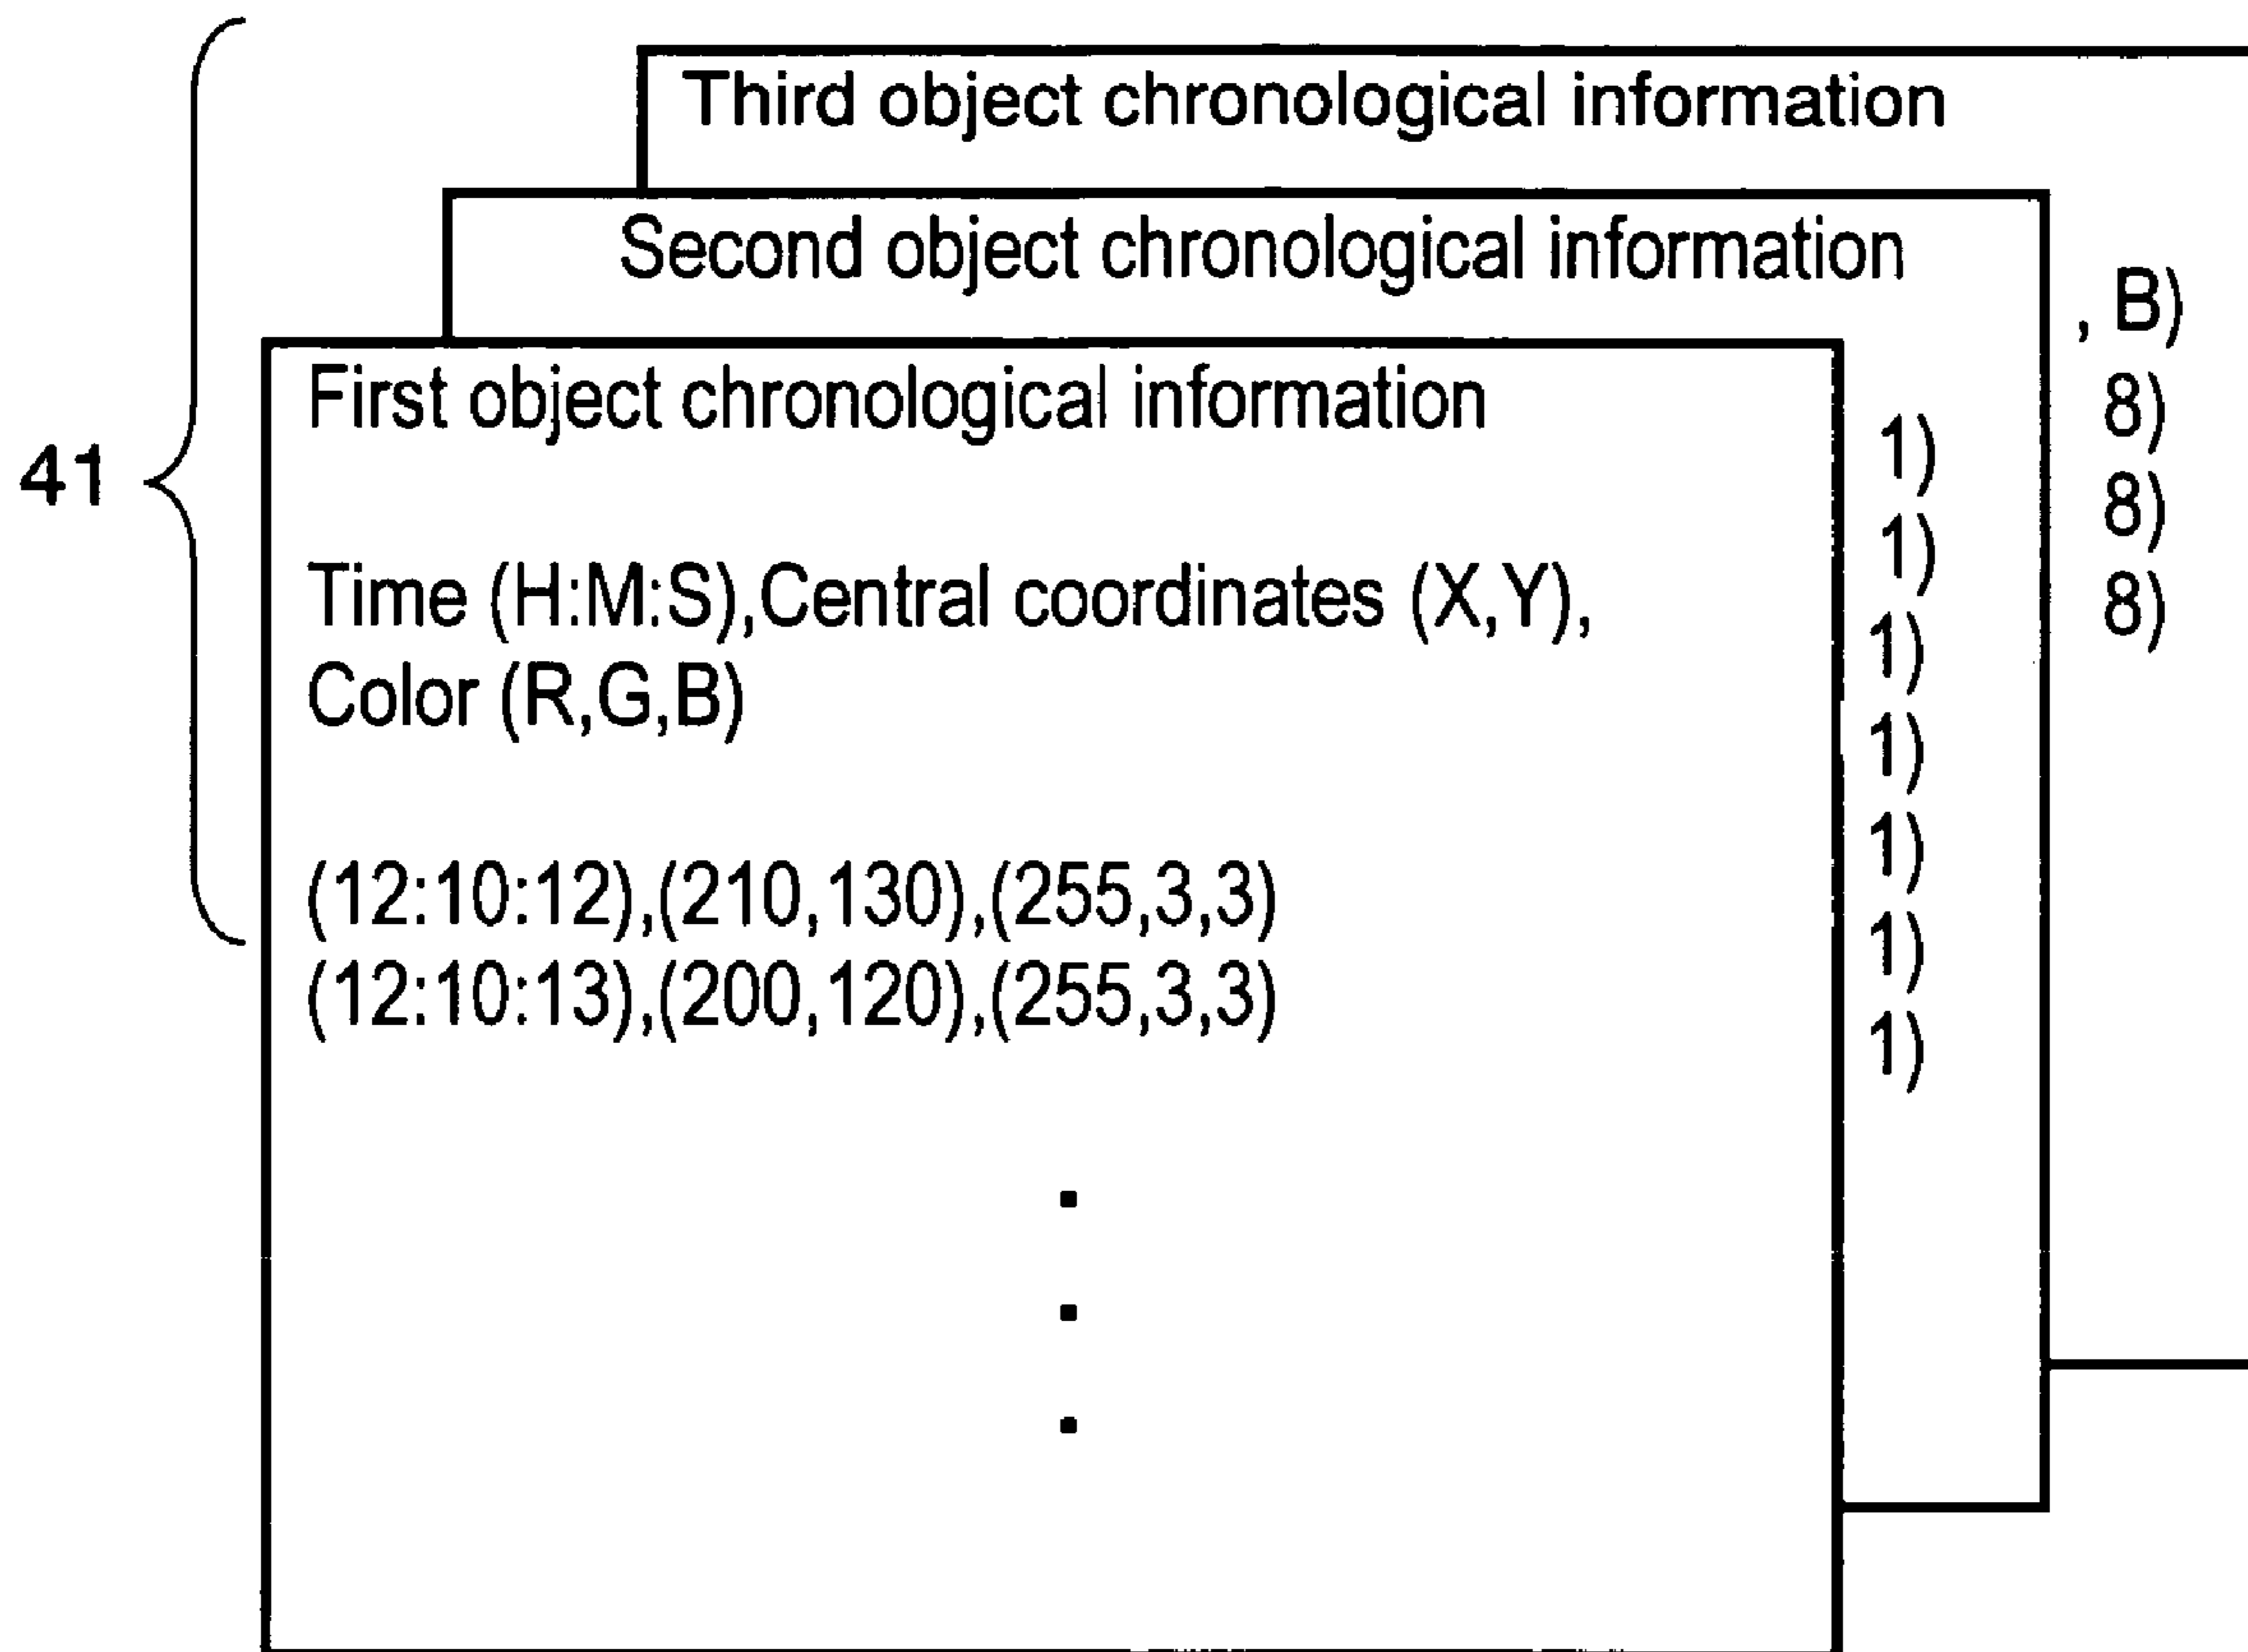 Third object chronological information
Second object chronological information
, B)
8)
8)
8)
1)
1)
1)
1)
1)
1)
1)
41
First object chronological information
Time (H:M:S),Central coordinates (X,Y),
Color (R,G,B)
(12:10:12),(210,130),(255,3,3)
(12:10:13),(200,120),(255,3,3)